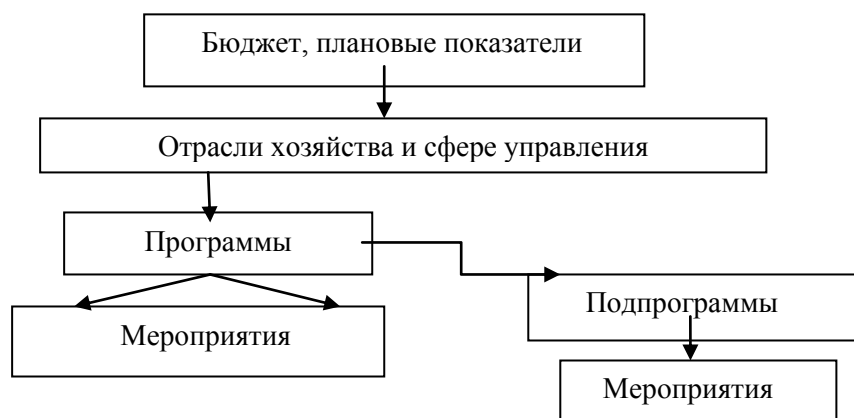 Бюджет, плановые показатели
Отрасли хозяйства и сфере управления
Программы
Подпрограммы
Мероприятия
Мероприятия